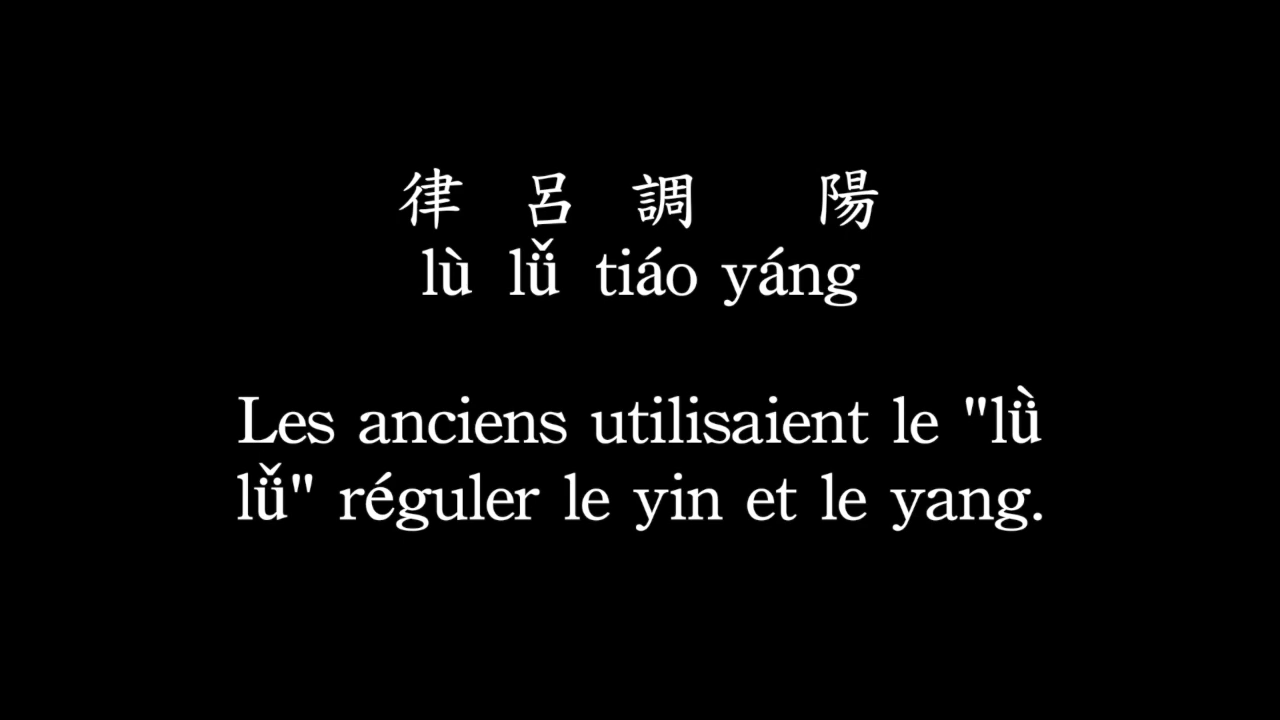 律 呂 調 陽
lù lǚ tiáo yáng
Les anciens utilisaient le "lǜ
lǚ" réguler le yin et le yang.